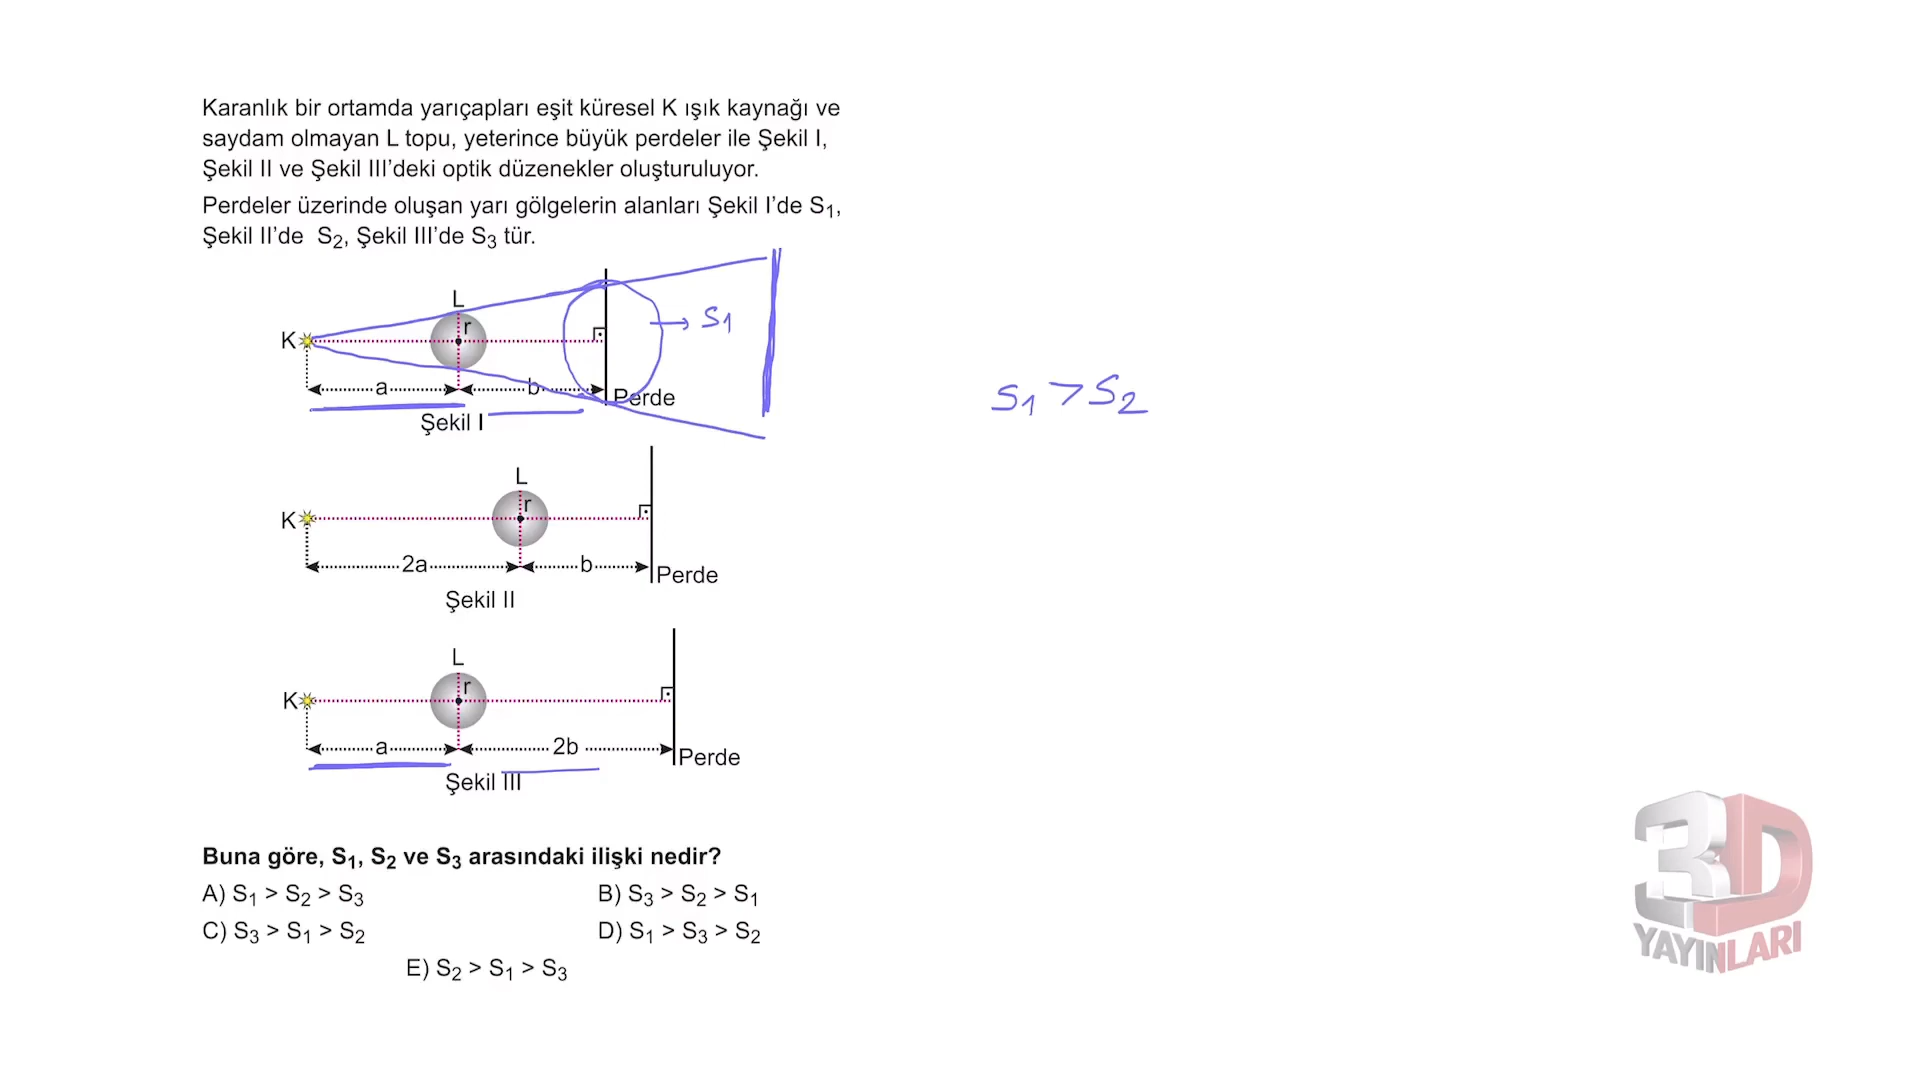 Karanlık bir ortamda yarıçapları eşit küresel K ışık kaynağı ve
saydam olmayan L topu, yeterince büyük perdeler ile Şekil I,
Şekil II ve Şekil III'deki optik düzenekler oluşturuluyor.
Perdeler üzerinde oluşan yarı gölgelerin alanları Şekil I'de S1,
Şekil II'de S2, Şekil III'de S3 tür.
L
r
K
S1
a
b
Perde
Şekil I
S1 > S2
L
r
K
2a
b
Perde
Şekil II
L
r
K
a
2b
Perde
Şekil III
Buna göre, S1, S2 ve S3 arasındaki ilişki nedir?
A) S1 > S2 > S3
B) S3 > S2 > S1
C) S3 > S1 > S2
D) S1 > S3 > S2
E) S2 > S1 > S3
3D
YAYINLARI